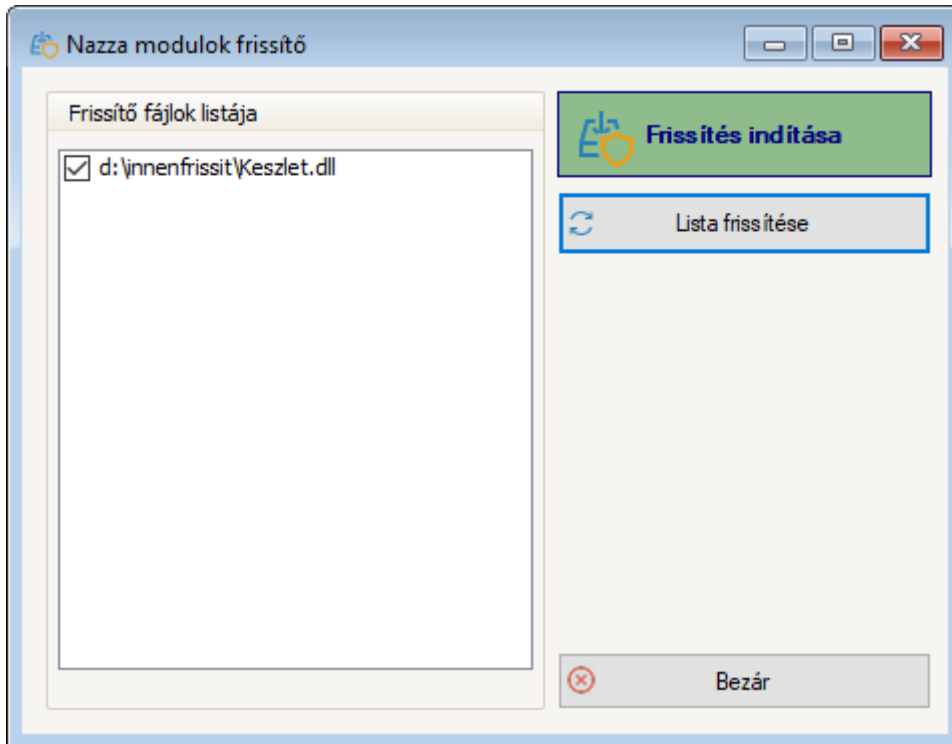 Nazza modulok frissítő
Frissítő fájlok listája
d:\innenfrissit\Keszlet.dll
Frissítés indítása
Lista frissítése
Bezár